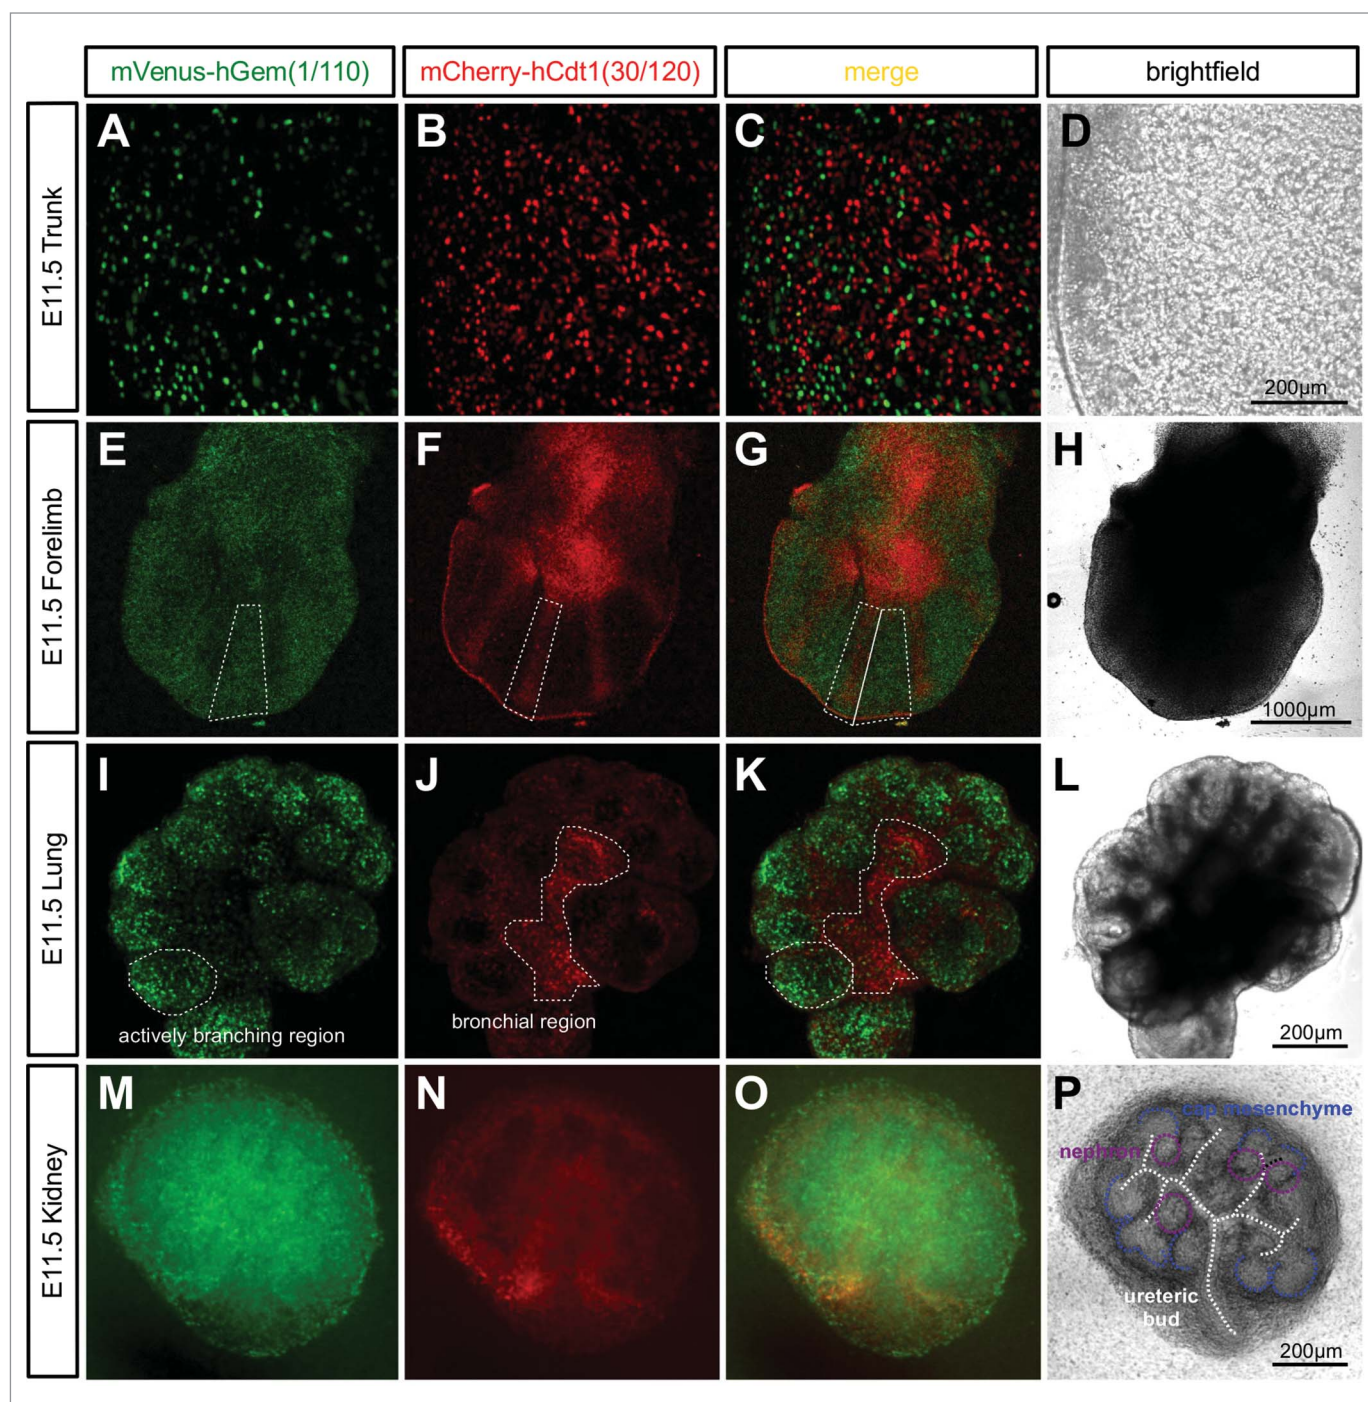 mVenus-hGem(1/110) mCherry-hCdt1(30/120) merge brightfield
E11.5 Trunk
A B C D
200µm
E11.5 Forelimb
E F G H
1000µm
E11.5 Lung
I J K L
actively branching region
bronchial region
200µm
E11.5 Kidney
M N O P
cap mesenchyme
nephron
ureteric
bud
200µm